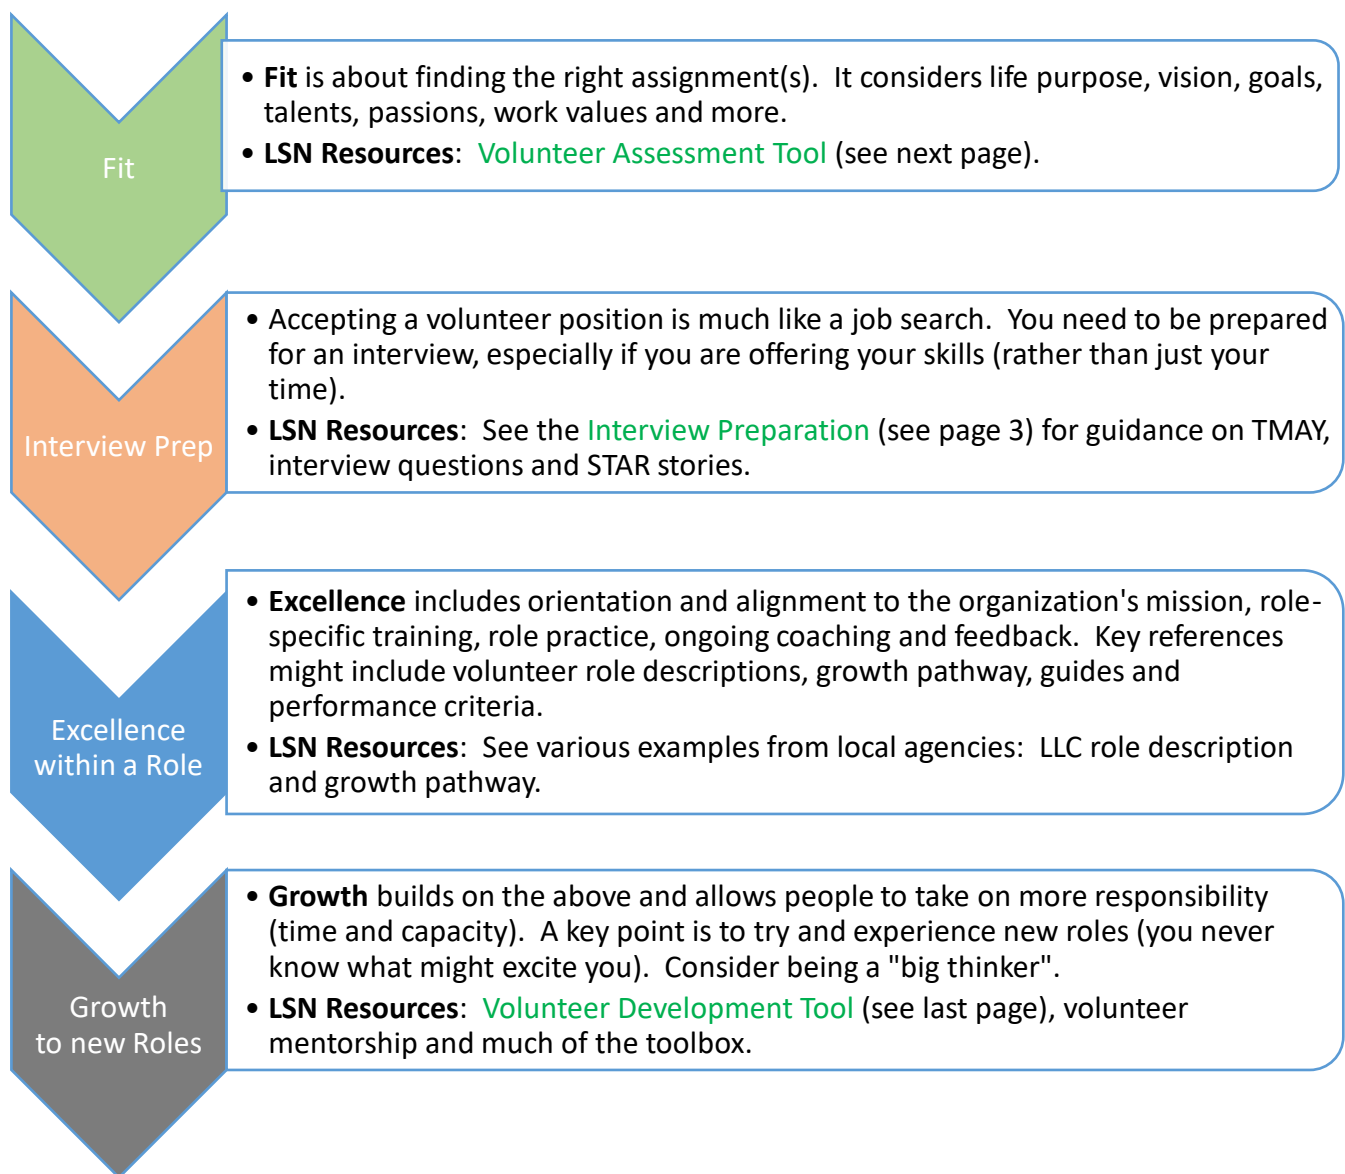 Fit
• Fit is about finding the right assignment(s).  It considers life purpose, vision, goals,
talents, passions, work values and more.
• LSN Resources:  Volunteer Assessment Tool (see next page).
Interview Prep
• Accepting a volunteer position is much like a job search.  You need to be prepared
for an interview, especially if you are offering your skills (rather than just your
time).
• LSN Resources:  See the Interview Preparation (see page 3) for guidance on TMAY,
interview questions and STAR stories.
Excellence
within a Role
• Excellence includes orientation and alignment to the organization's mission, role-
specific training, role practice, ongoing coaching and feedback.  Key references
might include volunteer role descriptions, growth pathway, guides and
performance criteria.
• LSN Resources:  See various examples from local agencies:  LLC role description
and growth pathway.
Growth
to new Roles
• Growth builds on the above and allows people to take on more responsibility
(time and capacity).  A key point is to try and experience new roles (you never
know what might excite you).  Consider being a "big thinker".
• LSN Resources:  Volunteer Development Tool (see last page), volunteer
mentorship and much of the toolbox.